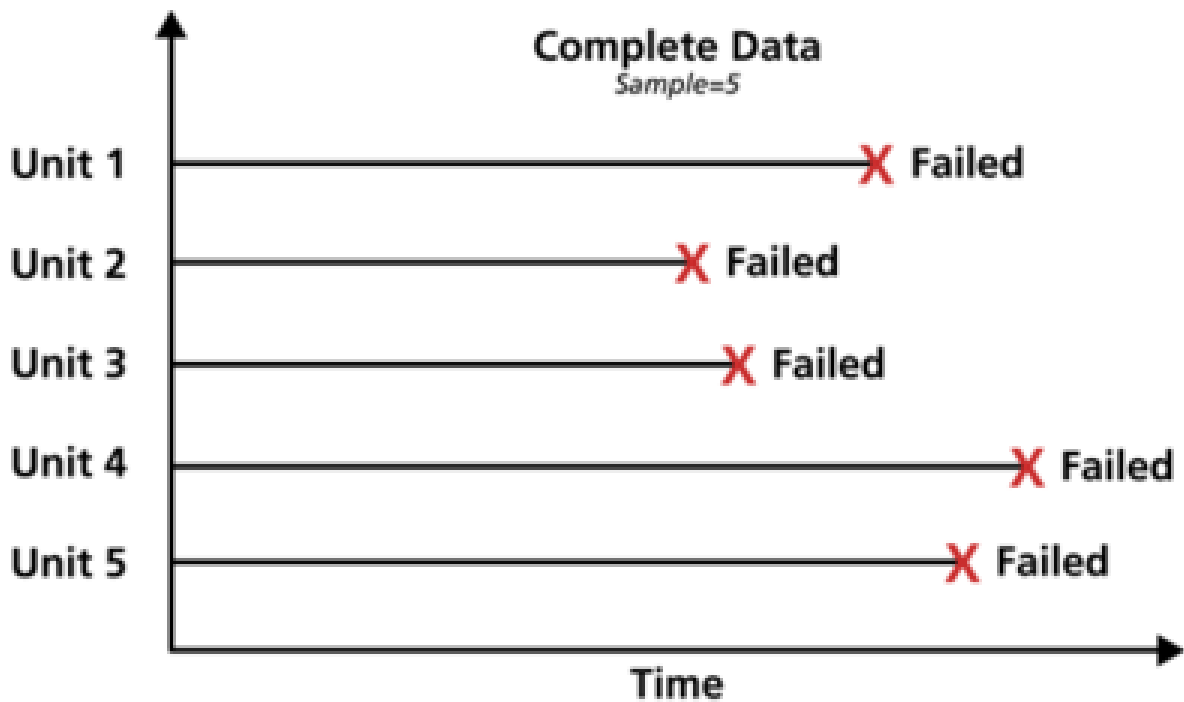 Complete Data
Sample=5
Unit 1 X Failed
Unit 2 X Failed
Unit 3 X Failed
Unit 4 X Failed
Unit 5 X Failed
Time